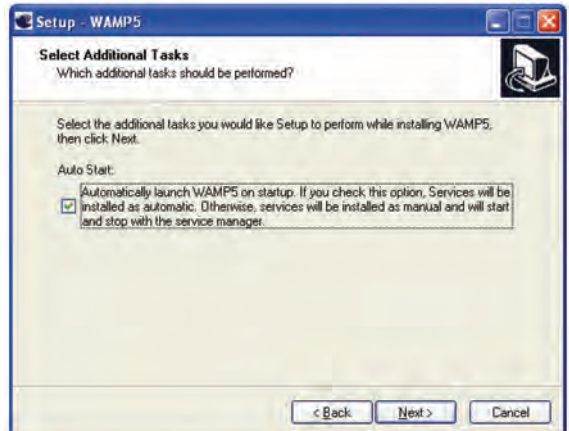 Setup - WAMP5
Select Additional Tasks
Which additional tasks should be performed?
Select the additional tasks you would like Setup to perform while installing WAMP5,
then click Next.
Auto Start:
Automatically launch WAMP5 on startup. If you check this option, Services will be
installed as automatic. Otherwise, services will be installed as manual and will start
and stop with the service manager.
< Back Next > Cancel